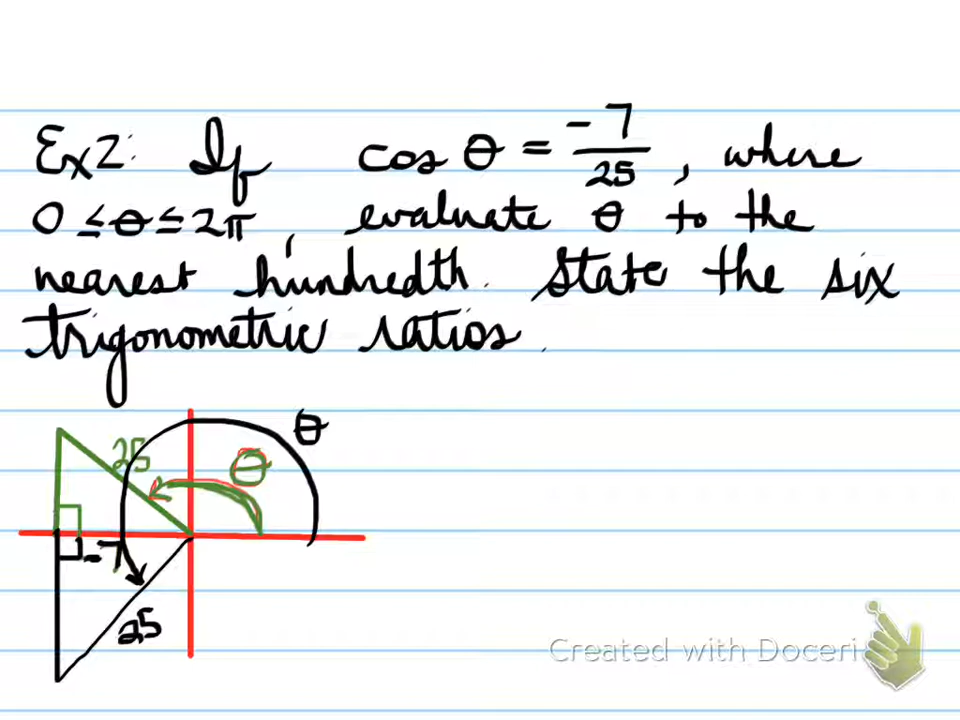 Ex2: If cos θ = -7/25, where
0 ≤ θ ≤ 2π, evaluate θ to the
nearest hundredth. State the six
trigonometric ratios.
θ
25
θ
-7
25
Created with Doceri